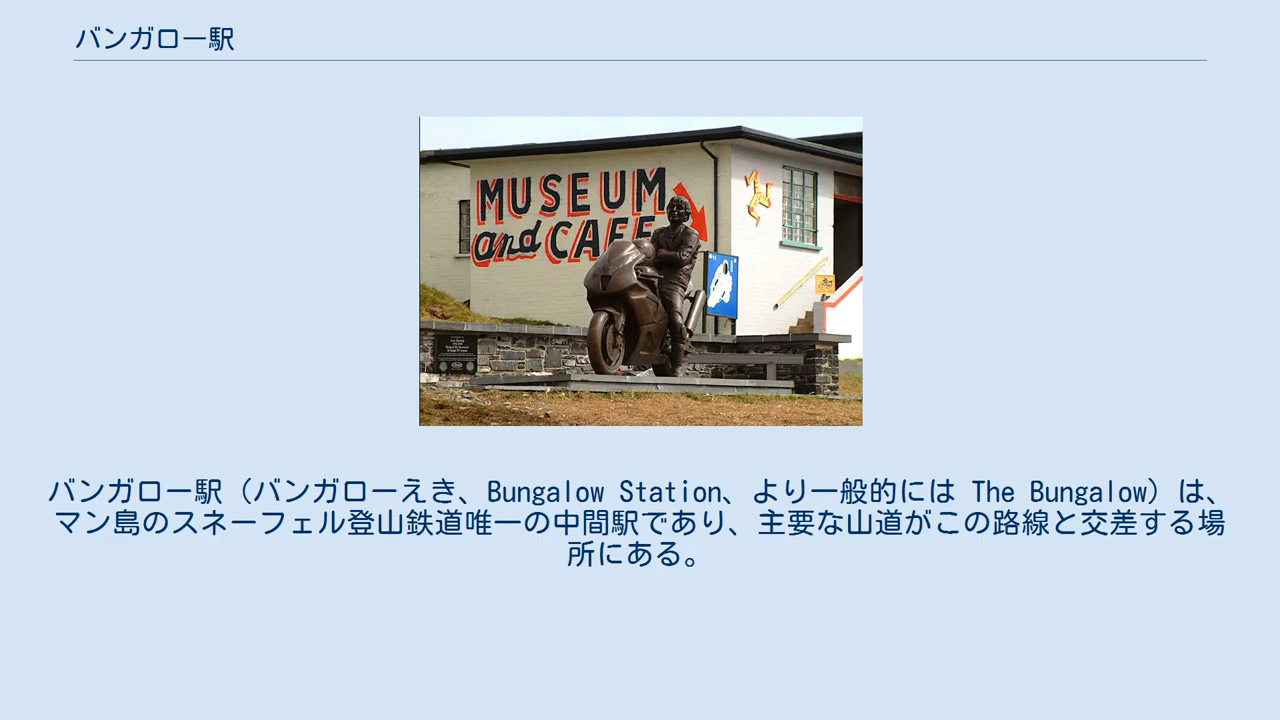 バンガロー駅
MUSEUM
and CAFE
バンガロー駅（バンガローえき、Bungalow Station、より一般的には The Bungalow）は、
マン島のスネーフェル登山鉄道唯一の中間駅であり、主要な山道がこの路線と交差する場
所にある。